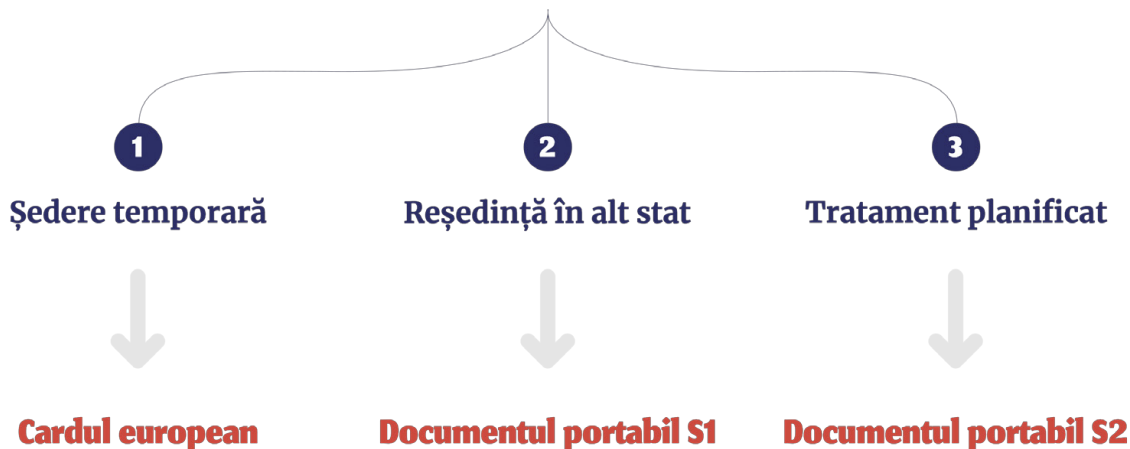 1
2
3
Ședere temporară
Reședință în alt stat
Tratament planificat
Cardul european
Documentul portabil S1
Documentul portabil S2